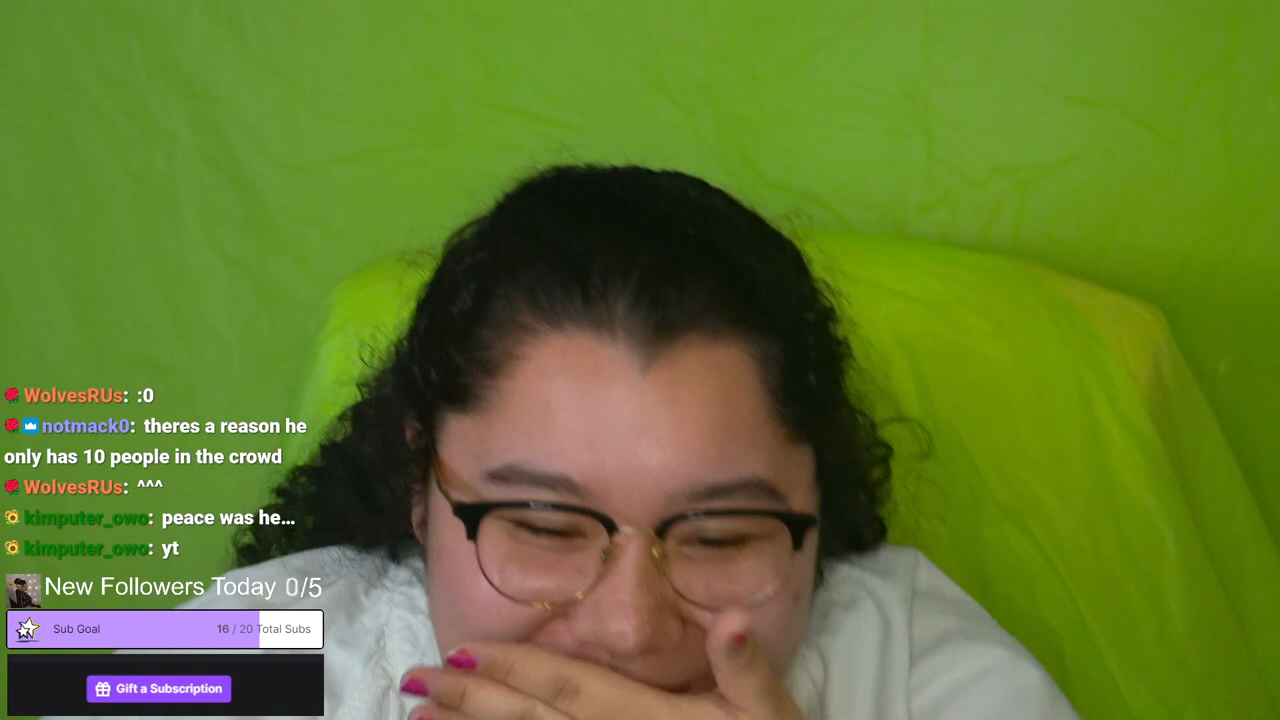 WolvesRUs: :0
notmack0: theres a reason he
only has 10 people in the crowd
WolvesRUs: ^^^
kimputer_owo: peace was he...
kimputer_owo: yt
New Followers Today 0/5
Sub Goal 16 / 20 Total Subs
Gift a Subscription